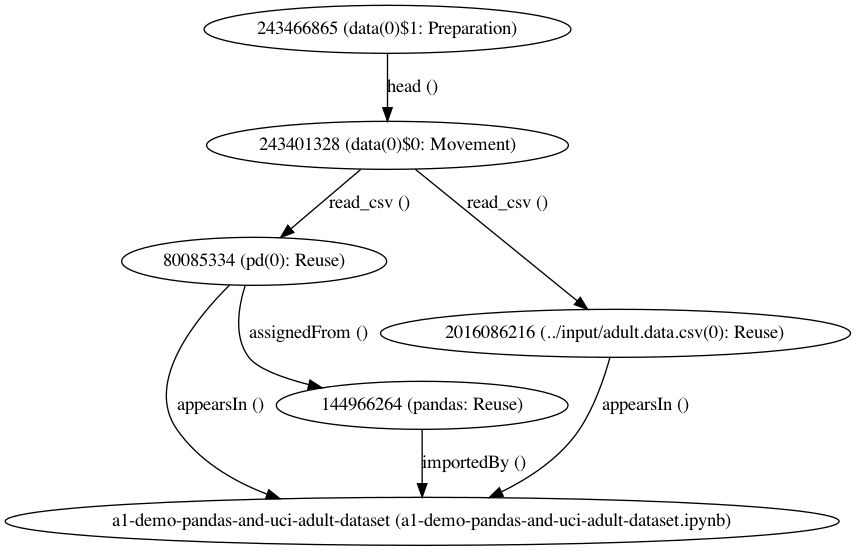 243466865 (data(0)$1: Preparation)
head ()
243401328 (data(0)$0: Movement)
read_csv ()
read_csv ()
80085334 (pd(0): Reuse)
assignedFrom ()
2016086216 (../input/adult.data.csv(0): Reuse)
appearsIn ()
144966264 (pandas: Reuse)
appearsIn ()
importedBy ()
a1-demo-pandas-and-uci-adult-dataset (a1-demo-pandas-and-uci-adult-dataset.ipynb)